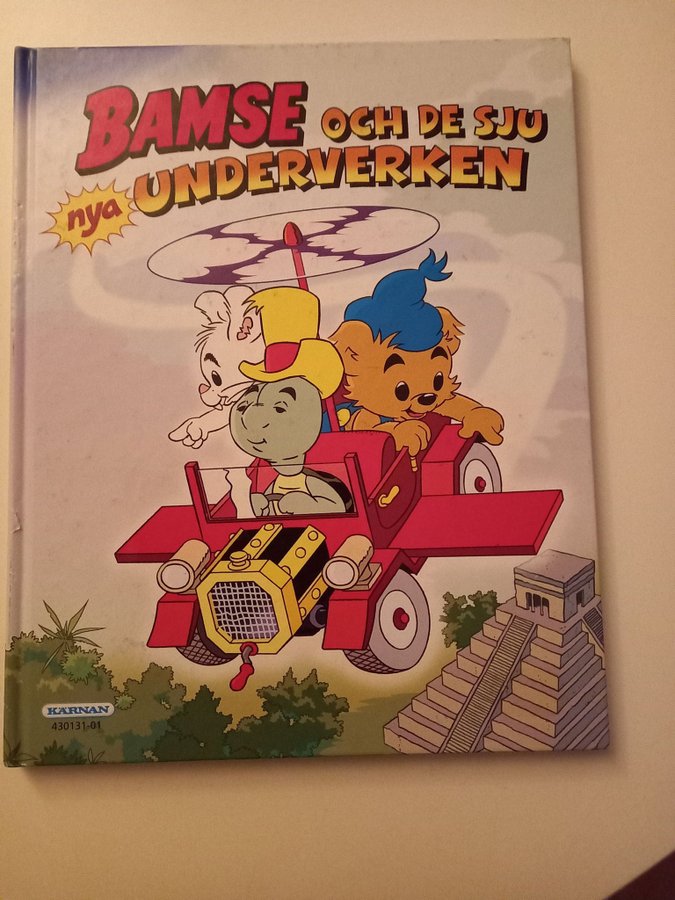 BAMSE OCH DE SJU
nya UNDERVERKEN
KÄRNAN
430131-01